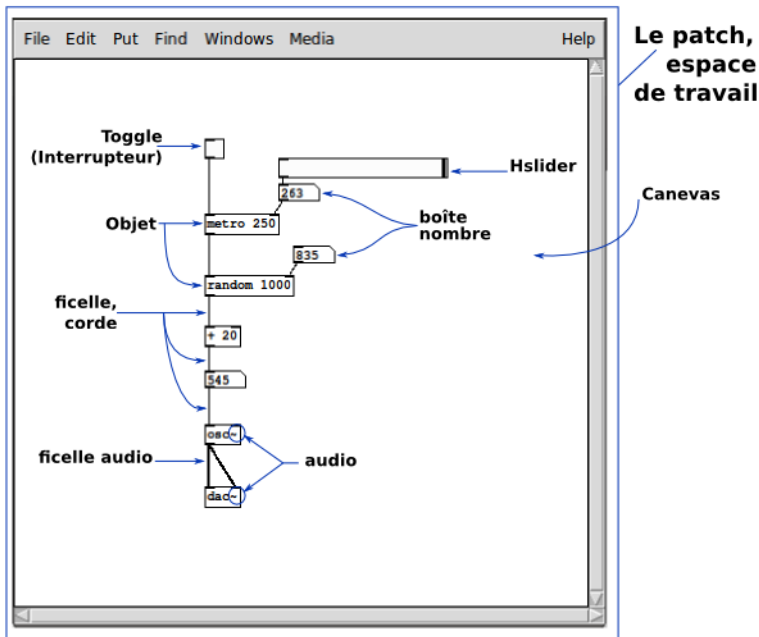 File Edit Put Find Windows Media Help
Le patch,
espace
de travail
Toggle
(Interrupteur)
Hslider
263
Canevas
Objet
metro 250
boîte
nombre
835
random 1000
ficelle,
corde
+ 20
545
osc~
ficelle audio
audio
dac~